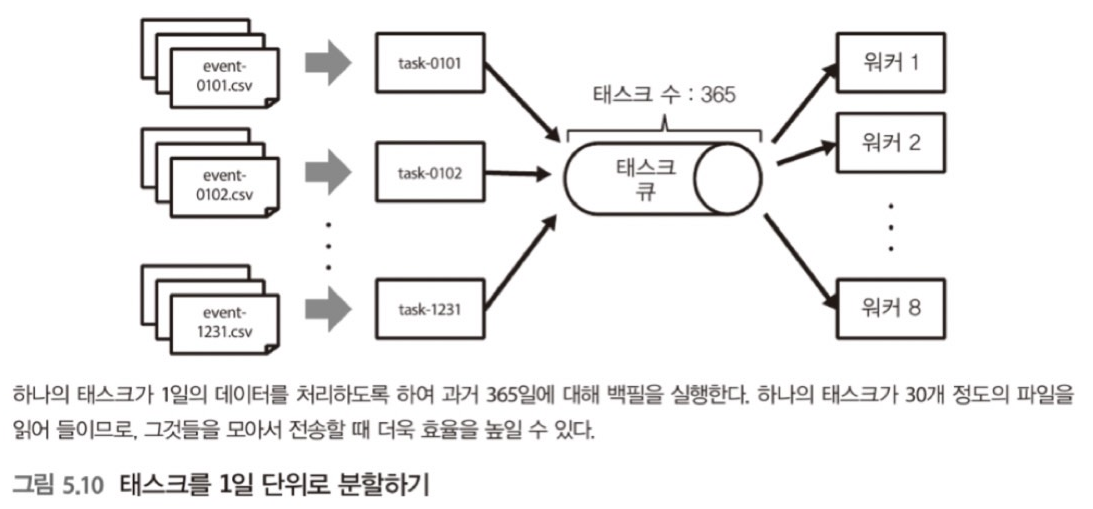 event-
0101.csv
task-0101
event-
0102.csv
task-0102
event-
1231.csv
task-1231
태스크 수 : 365
태스크
큐
워커 1
워커 2
워커 8
하나의 태스크가 1일의 데이터를 처리하도록 하여 과거 365일에 대해 백필을 실행한다. 하나의 태스크가 30개 정도의 파일을
읽어 들이므로, 그것들을 모아서 전송할 때 더욱 효율을 높일 수 있다.
그림 5.10 태스크를 1일 단위로 분할하기